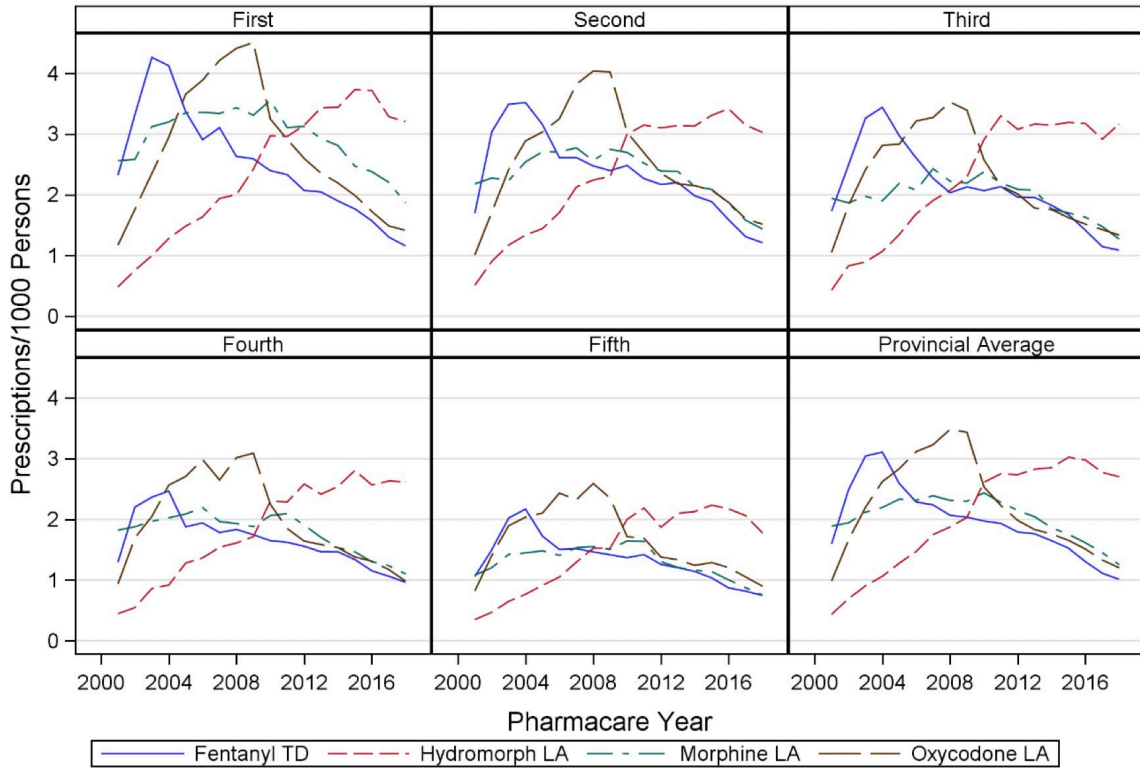 First Second Third
4
3
2
1
0
Prescriptions/1000 Persons
Fourth Fifth Provincial Average
4
3
2
1
0
2000 2004 2008 2012 2016 2000 2004 2008 2012 2016 2000 2004 2008 2012 2016
Pharmacare Year
Fentanyl TD Hydromorph LA Morphine LA Oxycodone LA